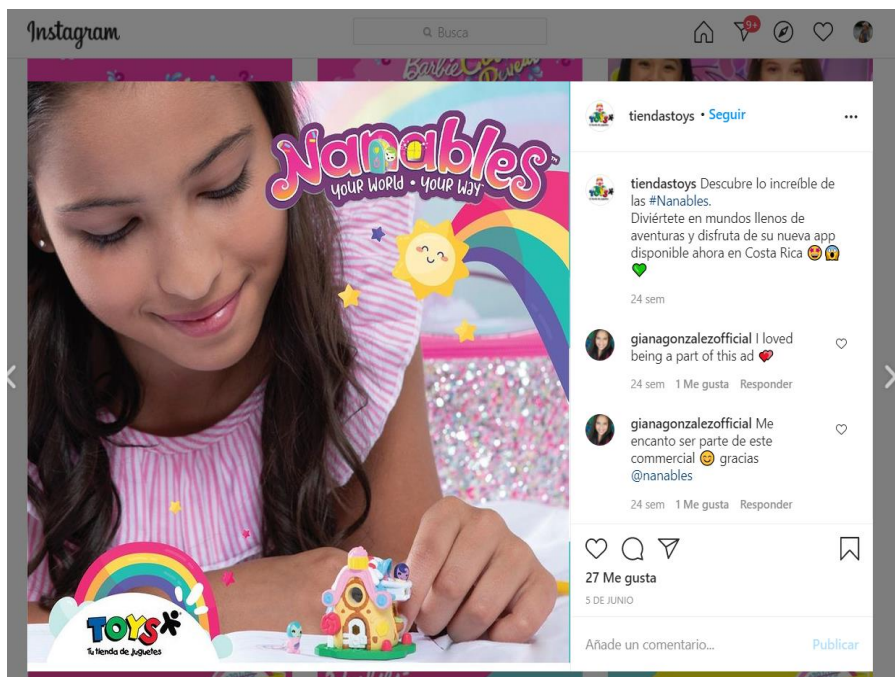 Instagram
Busca
9+
Barbie
Reveal
Nanables™
YOUR WORLD • YOUR WAY™
TOYS
Tu tienda de juguetes
tiendastoys • Seguir
tiendastoys Descubre lo increíble de
las #Nanables.
Diviértete en mundos llenos de
aventuras y disfruta de su nueva app
disponible ahora en Costa Rica 😍😱
💚
24 sem
gianagonzalezofficial I loved
being a part of this ad 💞
24 sem 1 Me gusta Responder
gianagonzalezofficial Me
encanto ser parte de este
commercial 😊 gracias
@nanables
24 sem 1 Me gusta Responder
27 Me gusta
5 DE JUNIO
Añade un comentario... Publicar